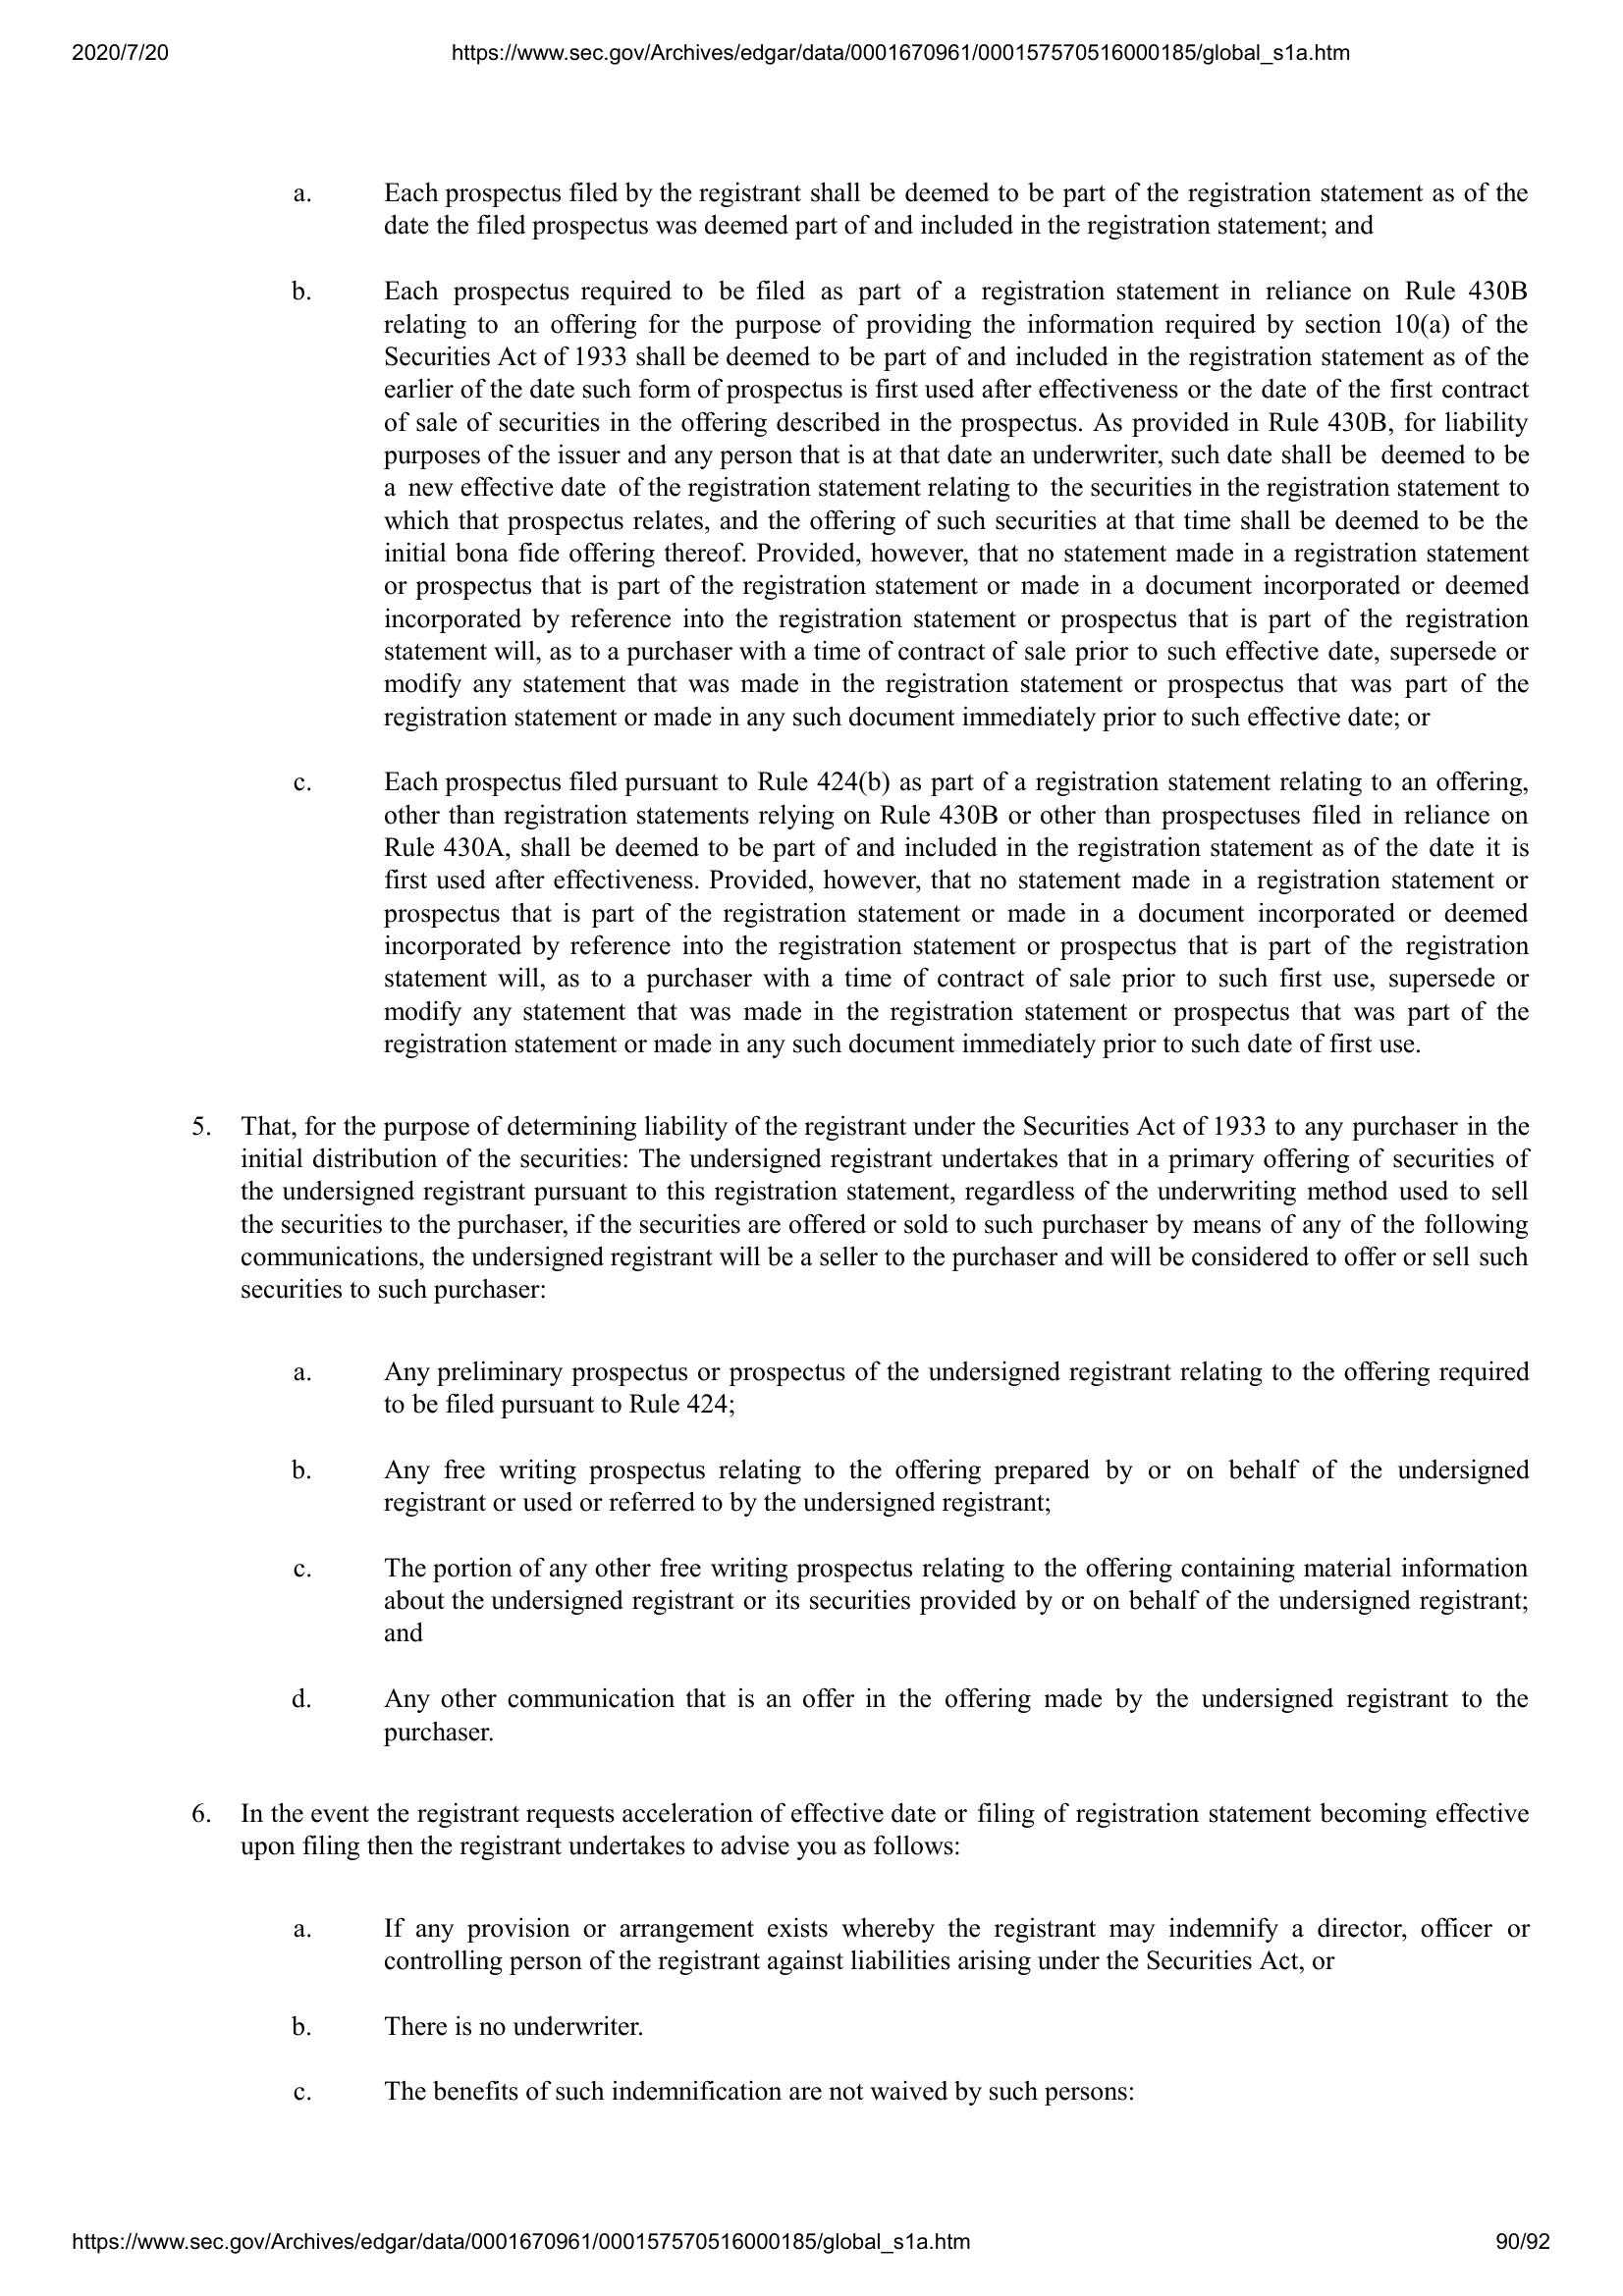 2020/7/20 https://www.sec.gov/Archives/edgar/data/0001670961/000157570516000185/global_s1a.htm
a. Each prospectus filed by the registrant shall be deemed to be part of the registration statement as of the
date the filed prospectus was deemed part of and included in the registration statement; and
b. Each prospectus required to be filed as part of a registration statement in reliance on Rule 430B
relating to an offering for the purpose of providing the information required by section 10(a) of the
Securities Act of 1933 shall be deemed to be part of and included in the registration statement as of the
earlier of the date such form of prospectus is first used after effectiveness or the date of the first contract
of sale of securities in the offering described in the prospectus. As provided in Rule 430B, for liability
purposes of the issuer and any person that is at that date an underwriter, such date shall be deemed to be
a new effective date of the registration statement relating to the securities in the registration statement to
which that prospectus relates, and the offering of such securities at that time shall be deemed to be the
initial bona fide offering thereof. Provided, however, that no statement made in a registration statement
or prospectus that is part of the registration statement or made in a document incorporated or deemed
incorporated by reference into the registration statement or prospectus that is part of the registration
statement will, as to a purchaser with a time of contract of sale prior to such effective date, supersede or
modify any statement that was made in the registration statement or prospectus that was part of the
registration statement or made in any such document immediately prior to such effective date; or
c. Each prospectus filed pursuant to Rule 424(b) as part of a registration statement relating to an offering,
other than registration statements relying on Rule 430B or other than prospectuses filed in reliance on
Rule 430A, shall be deemed to be part of and included in the registration statement as of the date it is
first used after effectiveness. Provided, however, that no statement made in a registration statement or
prospectus that is part of the registration statement or made in a document incorporated or deemed
incorporated by reference into the registration statement or prospectus that is part of the registration
statement will, as to a purchaser with a time of contract of sale prior to such first use, supersede or
modify any statement that was made in the registration statement or prospectus that was part of the
registration statement or made in any such document immediately prior to such date of first use.
5. That, for the purpose of determining liability of the registrant under the Securities Act of 1933 to any purchaser in the
initial distribution of the securities: The undersigned registrant undertakes that in a primary offering of securities of
the undersigned registrant pursuant to this registration statement, regardless of the underwriting method used to sell
the securities to the purchaser, if the securities are offered or sold to such purchaser by means of any of the following
communications, the undersigned registrant will be a seller to the purchaser and will be considered to offer or sell such
securities to such purchaser:
a. Any preliminary prospectus or prospectus of the undersigned registrant relating to the offering required
to be filed pursuant to Rule 424;
b. Any free writing prospectus relating to the offering prepared by or on behalf of the undersigned
registrant or used or referred to by the undersigned registrant;
c. The portion of any other free writing prospectus relating to the offering containing material information
about the undersigned registrant or its securities provided by or on behalf of the undersigned registrant;
and
d. Any other communication that is an offer in the offering made by the undersigned registrant to the
purchaser.
6. In the event the registrant requests acceleration of effective date or filing of registration statement becoming effective
upon filing then the registrant undertakes to advise you as follows:
a. If any provision or arrangement exists whereby the registrant may indemnify a director, officer or
controlling person of the registrant against liabilities arising under the Securities Act, or
b. There is no underwriter.
c. The benefits of such indemnification are not waived by such persons:
https://www.sec.gov/Archives/edgar/data/0001670961/000157570516000185/global_s1a.htm 90/92